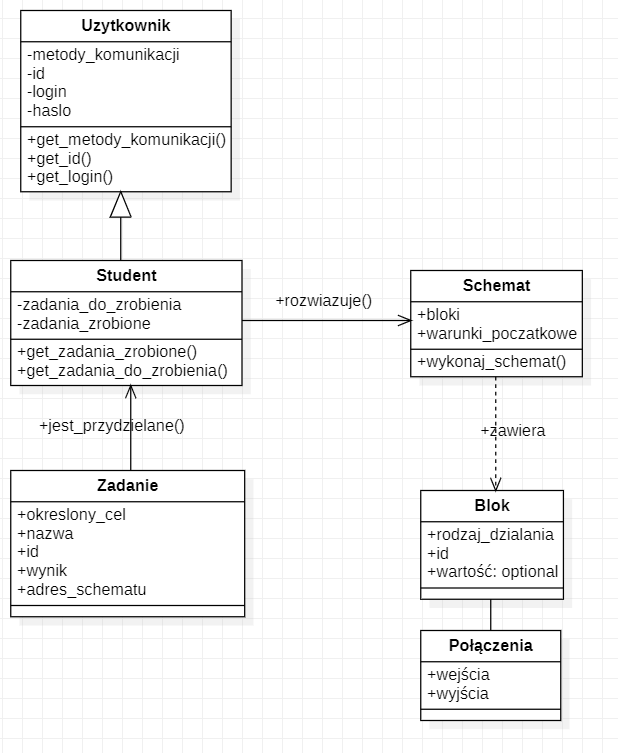 Uzytkownik
-metody_komunikacji
-id
-login
-haslo
+get_metody_komunikacji()
+get_id()
+get_login()
Student
-zadania_do_zrobienia
-zadania_zrobione
+get_zadania_zrobione()
+get_zadania_do_zrobienia()
+rozwiazuje()
Schemat
+bloki
+warunki_poczatkowe
+wykonaj_schemat()
+jest_przydzielane()
+zawiera
Zadanie
+okreslony_cel
+nazwa
+id
+wynik
+adres_schematu
Blok
+rodzaj_dzialania
+id
+wartość: optional
Połączenia
+wejścia
+wyjścia